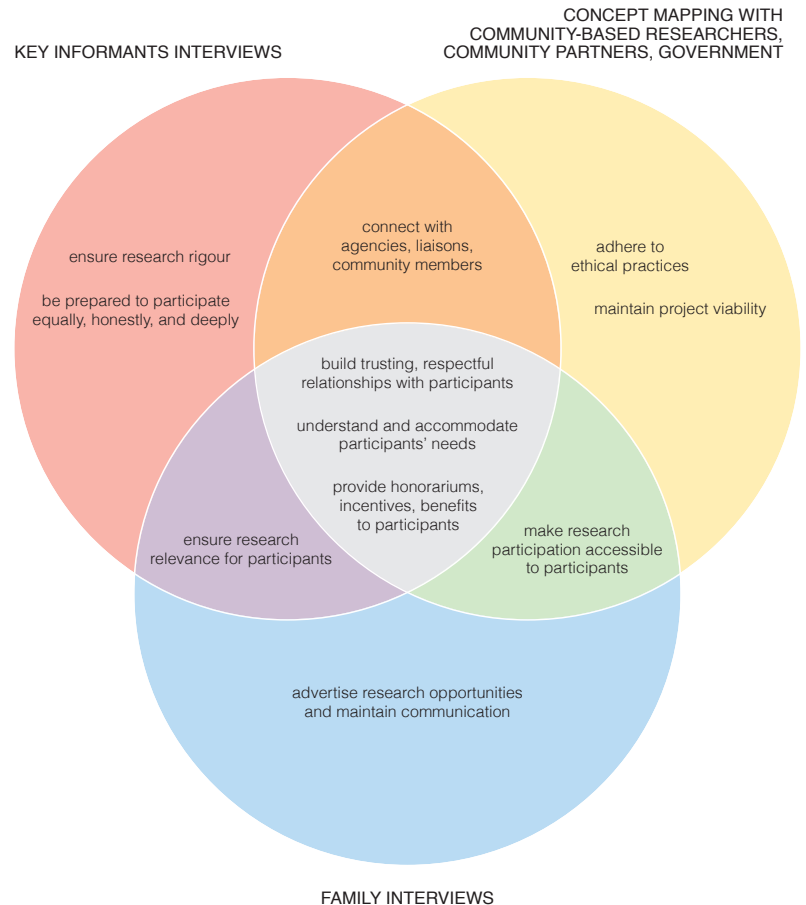 KEY INFORMANTS INTERVIEWS
CONCEPT MAPPING WITH
COMMUNITY-BASED RESEARCHERS,
COMMUNITY PARTNERS, GOVERNMENT
ensure research rigour
be prepared to participate
equally, honestly, and deeply
connect with
agencies, liaisons,
community members
adhere to
ethical practices
maintain project viability
build trusting, respectful
relationships with participants
understand and accommodate
participants’ needs
provide honorariums,
incentives, benefits
to participants
ensure research
relevance for participants
make research
participation accessible
to participants
advertise research opportunities
and maintain communication
FAMILY INTERVIEWS